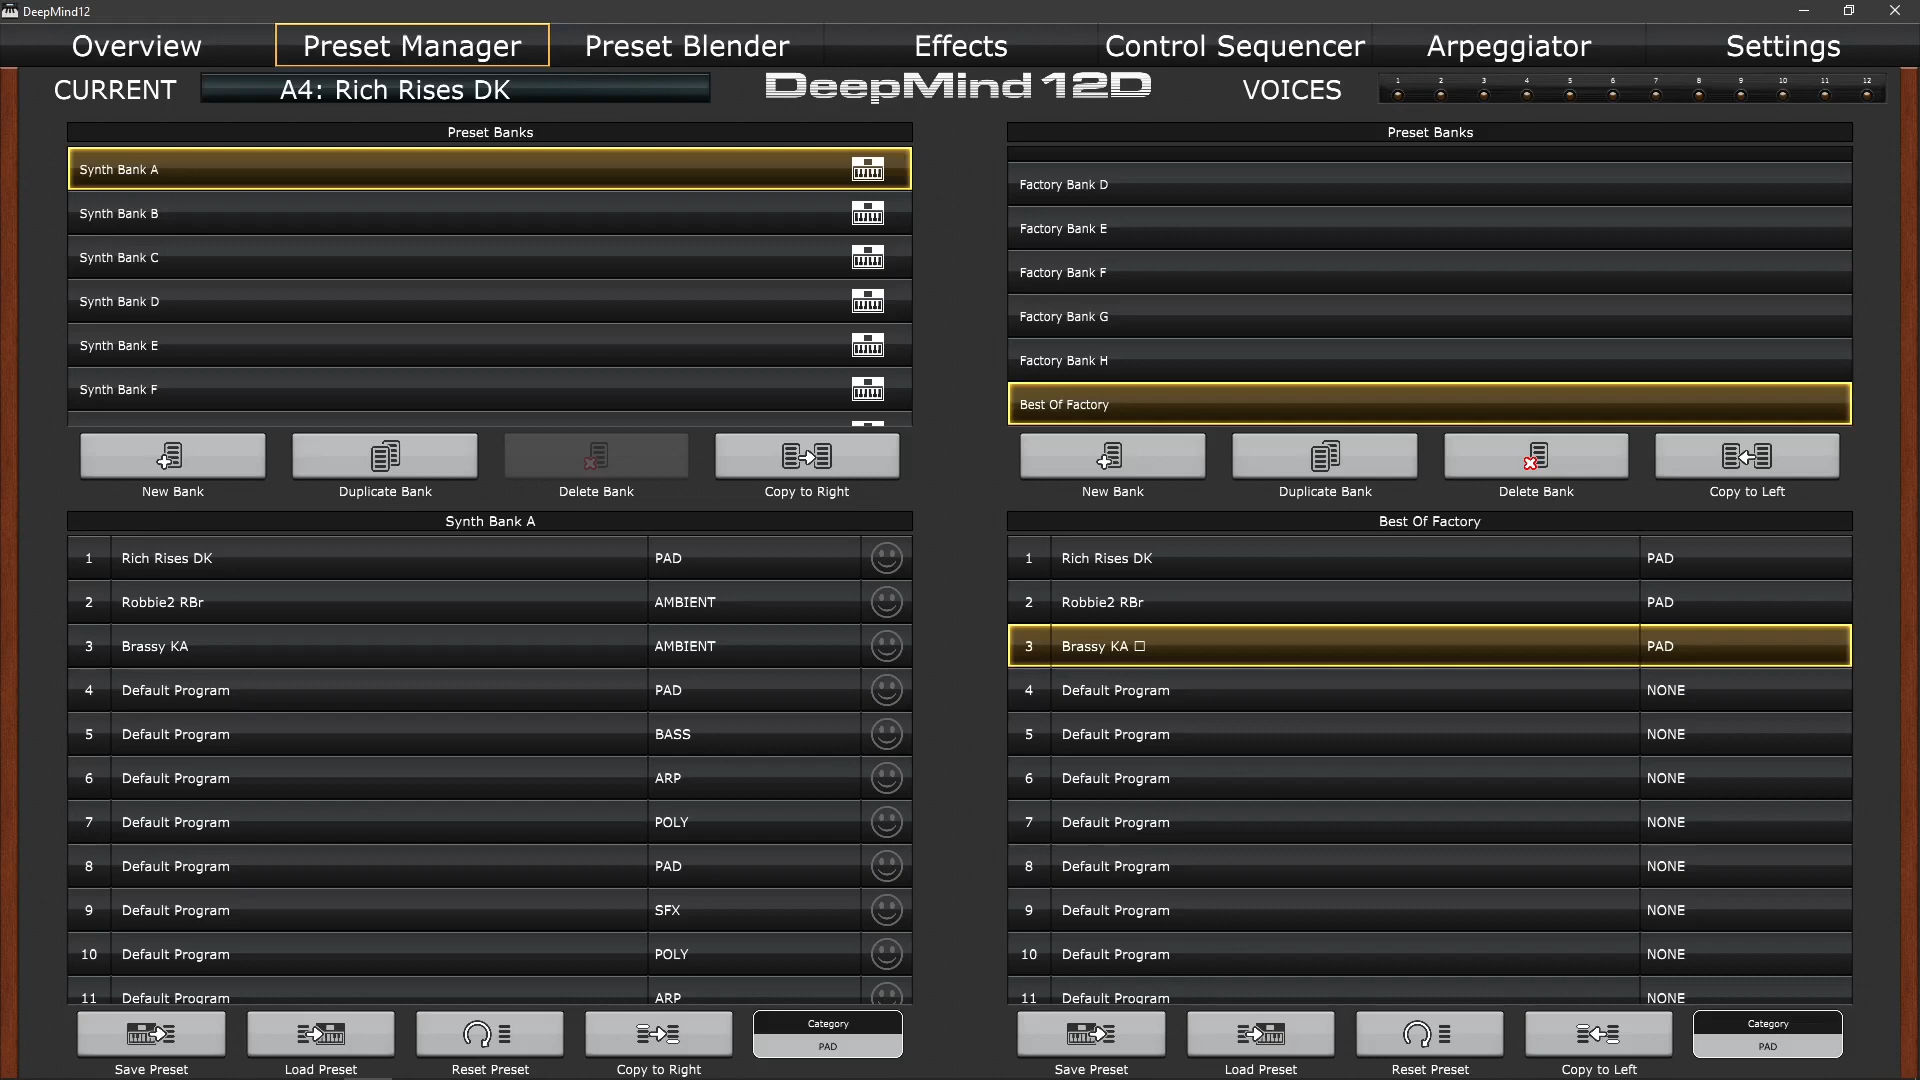 DeepMind12
Overview Preset Manager Preset Blender Effects Control Sequencer Arpeggiator Settings
CURRENT A4: Rich Rises DK DeepMind 12D VOICES 1 2 3 4 5 6 7 8 9 10 11 12
Preset Banks
Synth Bank A
Synth Bank B
Synth Bank C
Synth Bank D
Synth Bank E
Synth Bank F
New Bank Duplicate Bank Delete Bank Copy to Right
Synth Bank A
1 Rich Rises DK PAD
2 Robbie2 RBr AMBIENT
3 Brassy KA AMBIENT
4 Default Program PAD
5 Default Program BASS
6 Default Program ARP
7 Default Program POLY
8 Default Program PAD
9 Default Program SFX
10 Default Program POLY
11 Default Program ARP
Category
PAD
Save Preset Load Preset Reset Preset Copy to Right
Preset Banks
Factory Bank D
Factory Bank E
Factory Bank F
Factory Bank G
Factory Bank H
Best Of Factory
New Bank Duplicate Bank Delete Bank Copy to Left
Best Of Factory
1 Rich Rises DK PAD
2 Robbie2 RBr PAD
3 Brassy KA □ PAD
4 Default Program NONE
5 Default Program NONE
6 Default Program NONE
7 Default Program NONE
8 Default Program NONE
9 Default Program NONE
10 Default Program NONE
11 Default Program NONE
Category
PAD
Save Preset Load Preset Reset Preset Copy to Left